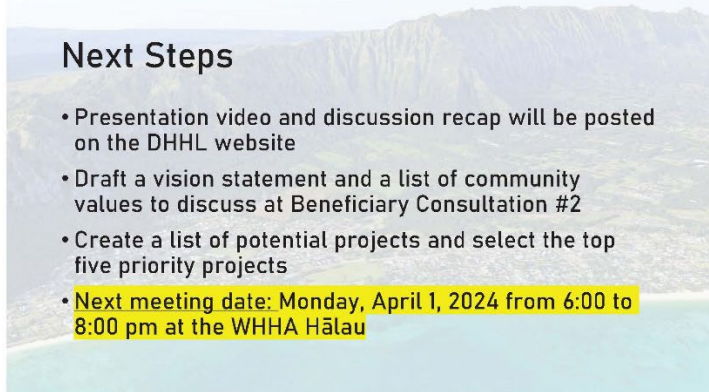 Next Steps
• Presentation video and discussion recap will be posted
on the DHHL website
• Draft a vision statement and a list of community
values to discuss at Beneficiary Consultation #2
• Create a list of potential projects and select the top
five priority projects
• Next meeting date: Monday, April 1, 2024 from 6:00 to
8:00 pm at the WHHA Hālau